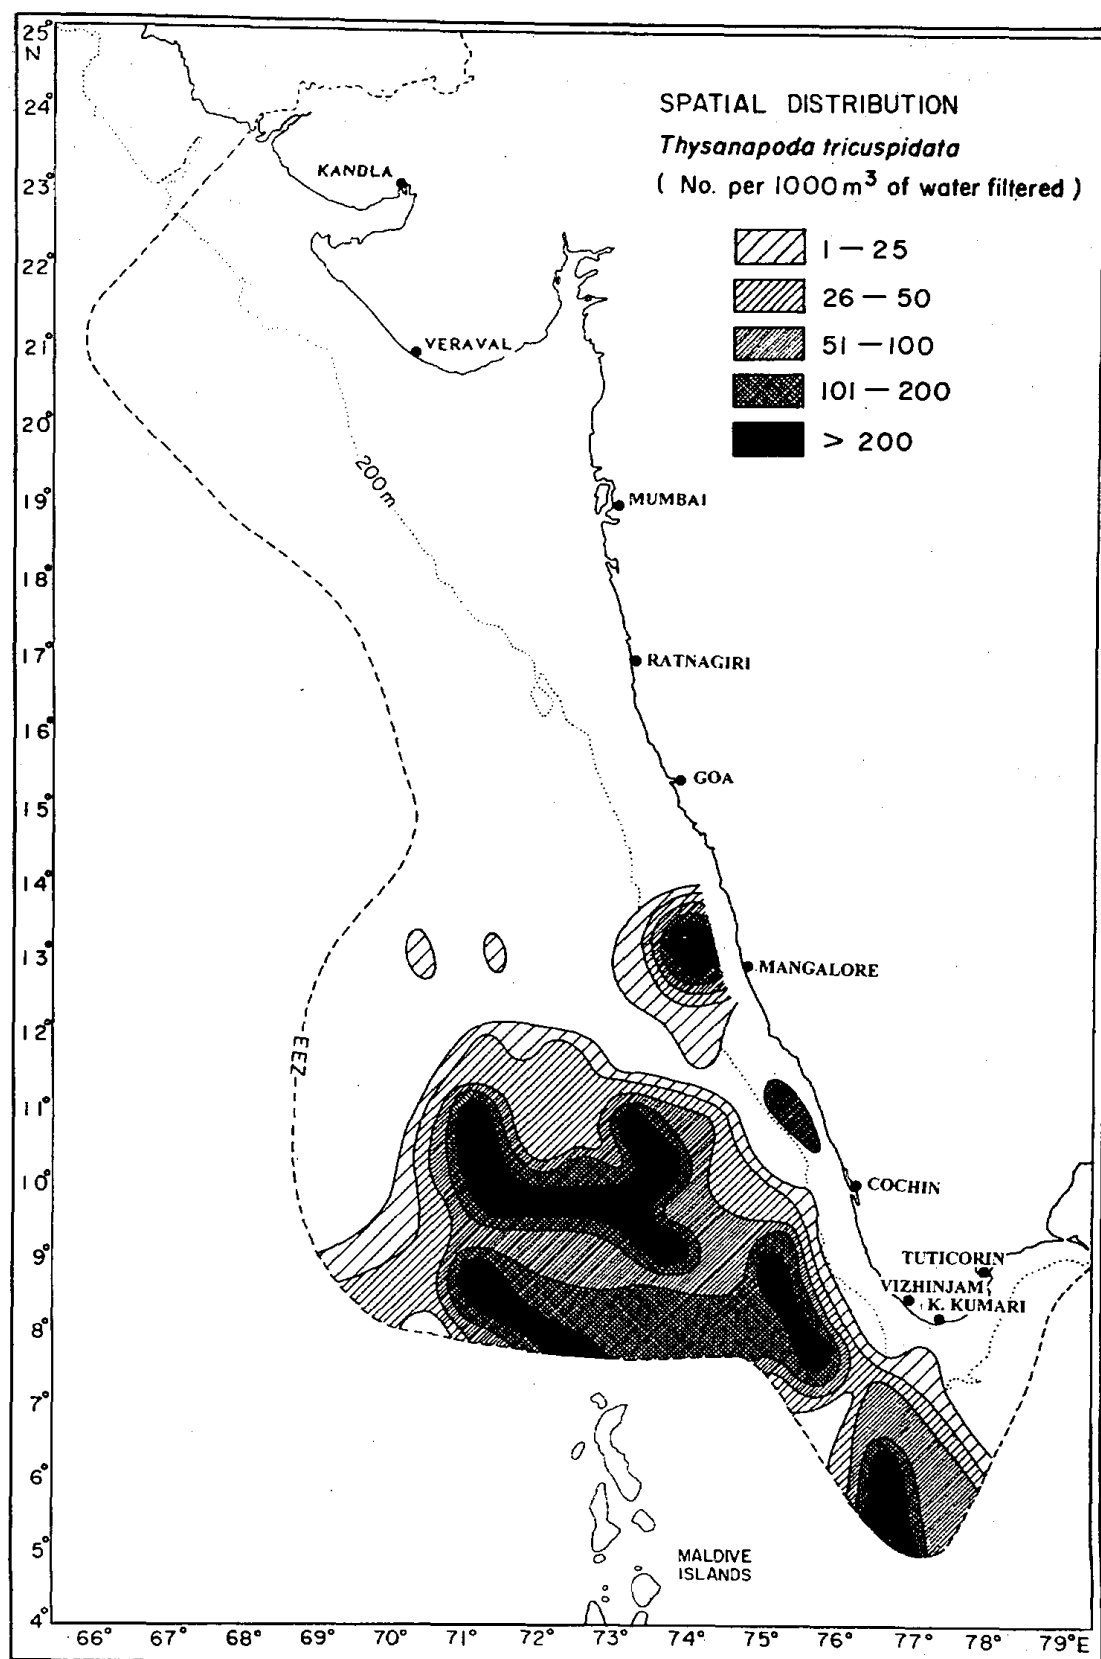 25°
N
24°
23°
22°
21°
20°
19°
18°
17°
16°
15°
14°
13°
12°
11°
10°
9°
8°
7°
6°
5°
4°
SPATIAL DISTRIBUTION
Thysanapoda tricuspidata
( No. per 1000 m³ of water filtered )
1 — 25
26 — 50
51 — 100
101 — 200
> 200
KANDLA
VERAVAL
200 m
MUMBAI
RATNAGIRI
GOA
MANGALORE
EEZ
COCHIN
TUTICORIN
VIZHINJAM
K. KUMARI
MALDIVE
ISLANDS
66° 67° 68° 69° 70° 71° 72° 73° 74° 75° 76° 77° 78° 79°E